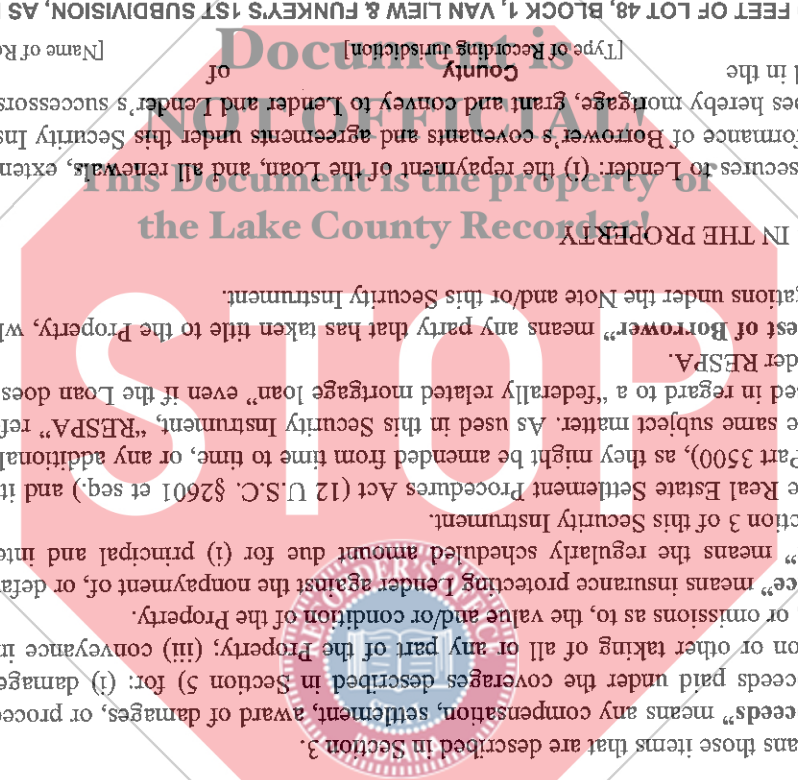 ans those items that are described in Section 3.
ceeds" means any compensation, settlement, award of damages, or procee
ceeds paid under the coverages described in Section 5) for: (i) damage
on or other taking of all or any part of the Property; (iii) conveyance in
or omissions as to, the value and/or condition of the Property.
ce" means insurance protecting Lender against the nonpayment of, or defa
" means the regularly scheduled amount due for (i) principal and inte
ction 3 of this Security Instrument.
e Real Estate Settlement Procedures Act (12 U.S.C. §2601 et seq.) and it
Part 3500), as they might be amended from time to time, or any additional
e same subject matter. As used in this Security Instrument, "RESPA" refe
sed in regard to a "federally related mortgage loan" even if the Loan does
der RESPA.
est of Borrower" means any party that has taken title to the Property, wh
gations under the Note and/or this Security Instrument.
IN THE PROPERTY
secures to Lender: (i) the repayment of the Loan, and all renewals, exten
formance of Borrower's covenants and agreements under this Security Ins
es hereby mortgage, grant and convey to Lender and Lender's successors
d in the County of
[Type of Recording Jurisdiction] [Name of Re
FEET OF LOT 48, BLOCK 1, VAN LIEW & FUNKEY'S 1ST SUBDIVISION, AS
Document is
NOT OFFICIAL!
This Document is the property of
the Lake County Recorder!
STOP
RECORDER'S OFFICE
SEAL
INDIANA